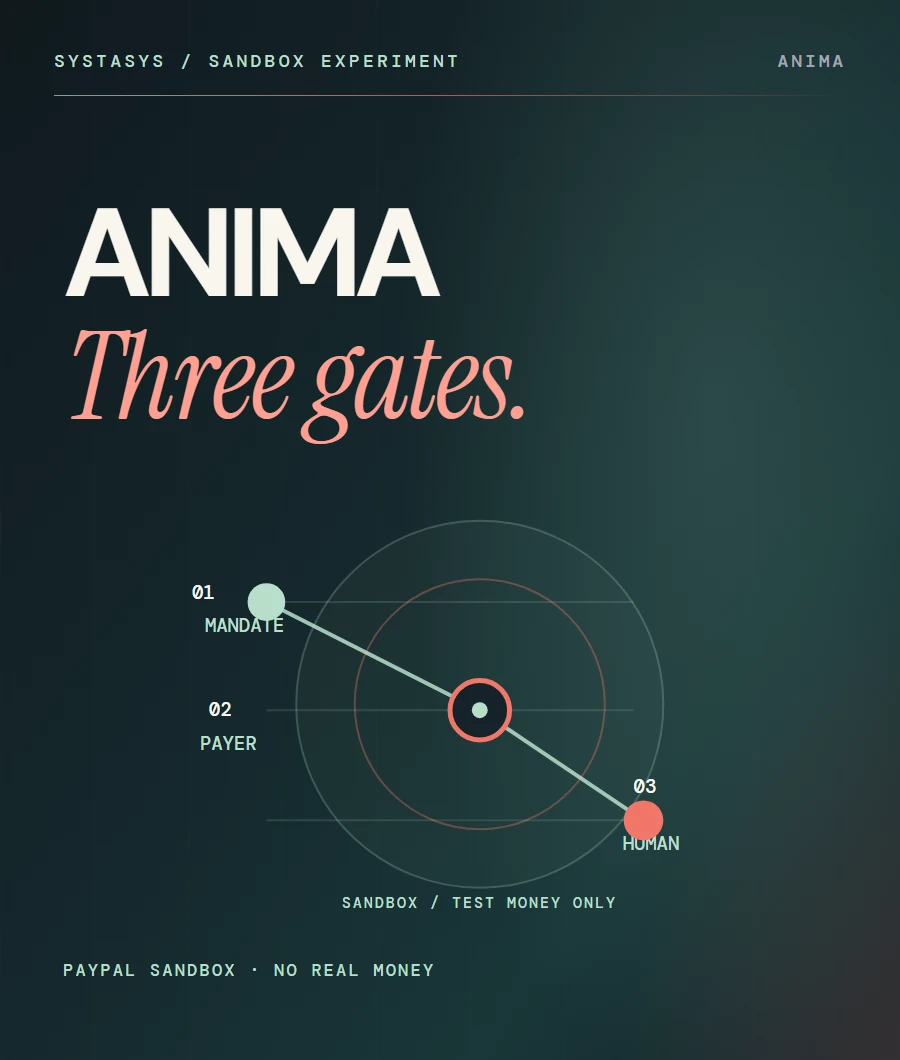 SYSTASYS / SANDBOX EXPERIMENT
ANIMA
ANIMA
Three gates.
01
MANDATE
02
PAYER
03
HUMAN
SANDBOX / TEST MONEY ONLY
PAYPAL SANDBOX · NO REAL MONEY